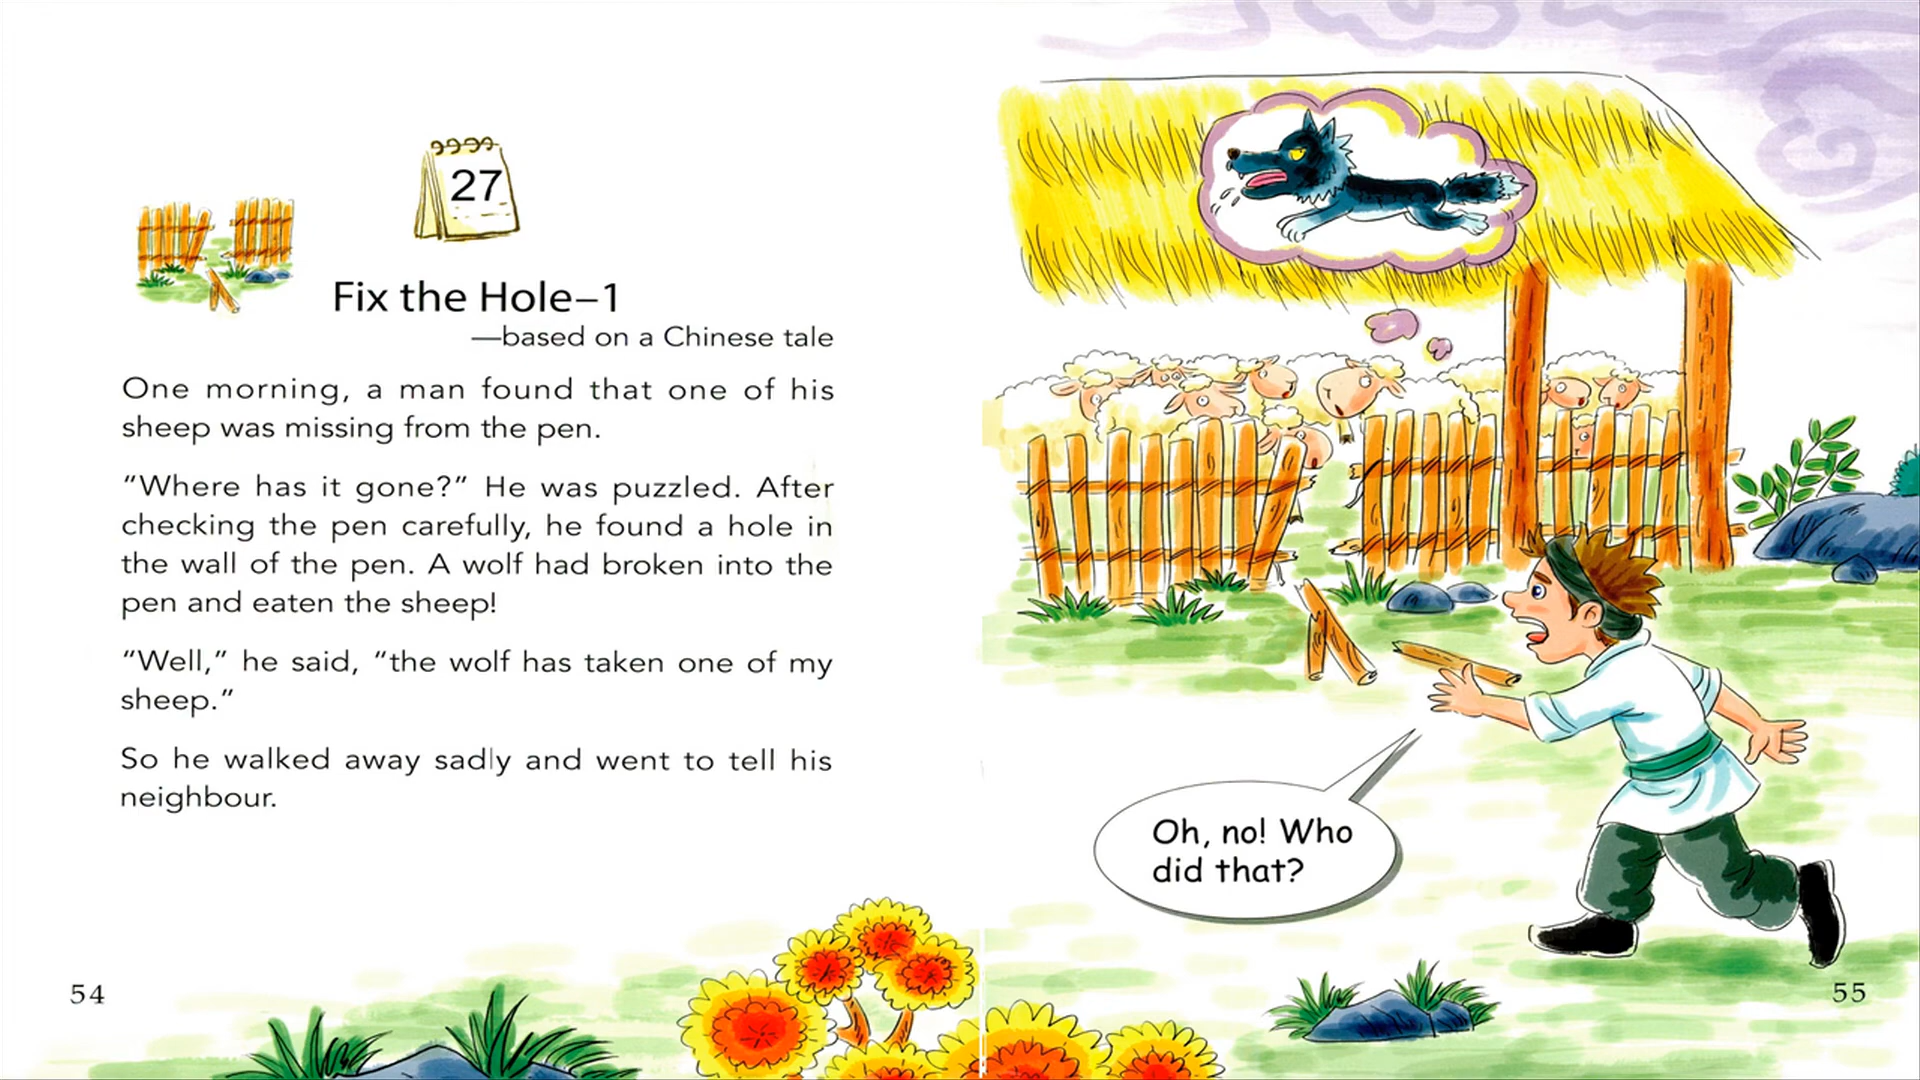 27
Fix the Hole–1
—based on a Chinese tale
One morning, a man found that one of his
sheep was missing from the pen.
“Where has it gone?” He was puzzled. After
checking the pen carefully, he found a hole in
the wall of the pen. A wolf had broken into the
pen and eaten the sheep!
“Well,” he said, “the wolf has taken one of my
sheep.”
So he walked away sadly and went to tell his
neighbour.
54
Oh, no! Who
did that?
55